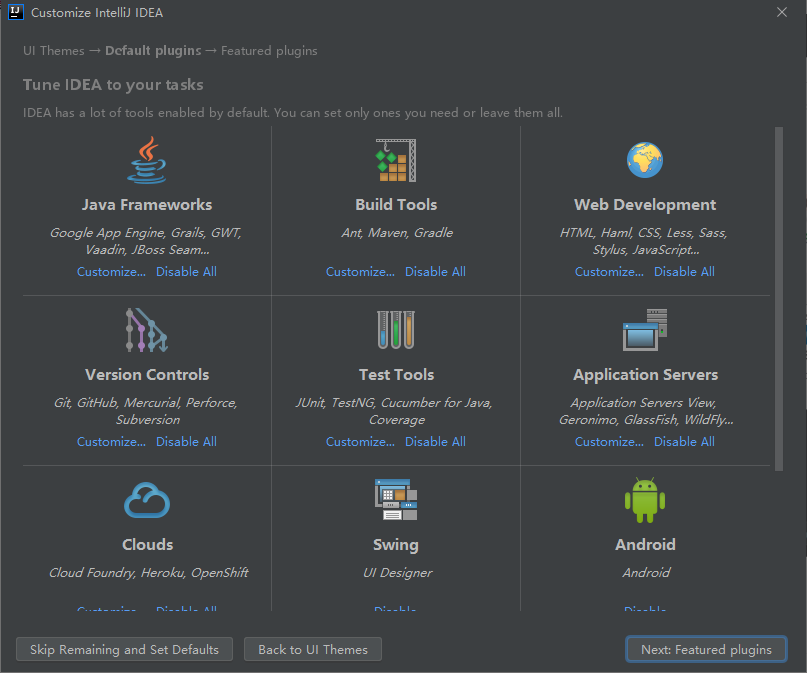 IJ Customize IntelliJ IDEA
UI Themes → Default plugins → Featured plugins
Tune IDEA to your tasks
IDEA has a lot of tools enabled by default. You can set only ones you need or leave them all.
Java Frameworks
Google App Engine, Grails, GWT,
Vaadin, JBoss Seam...
Customize... Disable All
Build Tools
Ant, Maven, Gradle
Customize... Disable All
Web Development
HTML, Haml, CSS, Less, Sass,
Stylus, JavaScript...
Customize... Disable All
Version Controls
Git, GitHub, Mercurial, Perforce,
Subversion
Customize... Disable All
Test Tools
JUnit, TestNG, Cucumber for Java,
Coverage
Customize... Disable All
Application Servers
Application Servers View,
Geronimo, GlassFish, WildFly...
Customize... Disable All
Clouds
Cloud Foundry, Heroku, OpenShift
Customize... Disable All
Swing
UI Designer
Disable
Android
Android
Disable
Skip Remaining and Set Defaults
Back to UI Themes
Next: Featured plugins